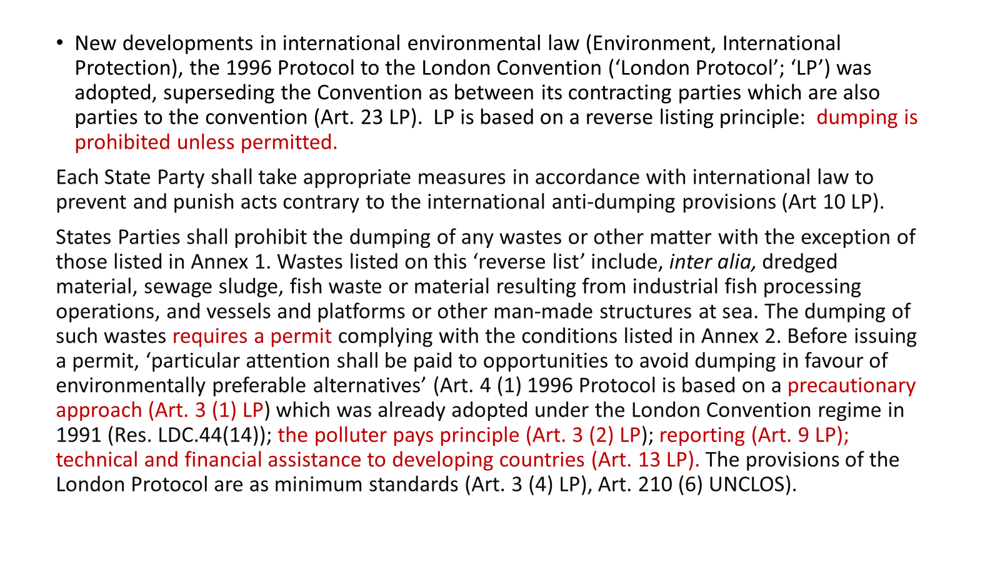 • New developments in international environmental law (Environment, International
Protection), the 1996 Protocol to the London Convention (‘London Protocol’; ‘LP’) was
adopted, superseding the Convention as between its contracting parties which are also
parties to the convention (Art. 23 LP).  LP is based on a reverse listing principle:  dumping is
prohibited unless permitted.
Each State Party shall take appropriate measures in accordance with international law to
prevent and punish acts contrary to the international anti-dumping provisions (Art 10 LP).
States Parties shall prohibit the dumping of any wastes or other matter with the exception of
those listed in Annex 1. Wastes listed on this ‘reverse list’ include, inter alia, dredged
material, sewage sludge, fish waste or material resulting from industrial fish processing
operations, and vessels and platforms or other man-made structures at sea. The dumping of
such wastes requires a permit complying with the conditions listed in Annex 2. Before issuing
a permit, ‘particular attention shall be paid to opportunities to avoid dumping in favour of
environmentally preferable alternatives’ (Art. 4 (1) 1996 Protocol is based on a precautionary
approach (Art. 3 (1) LP) which was already adopted under the London Convention regime in
1991 (Res. LDC.44(14)); the polluter pays principle (Art. 3 (2) LP); reporting (Art. 9 LP);
technical and financial assistance to developing countries (Art. 13 LP). The provisions of the
London Protocol are as minimum standards (Art. 3 (4) LP), Art. 210 (6) UNCLOS).